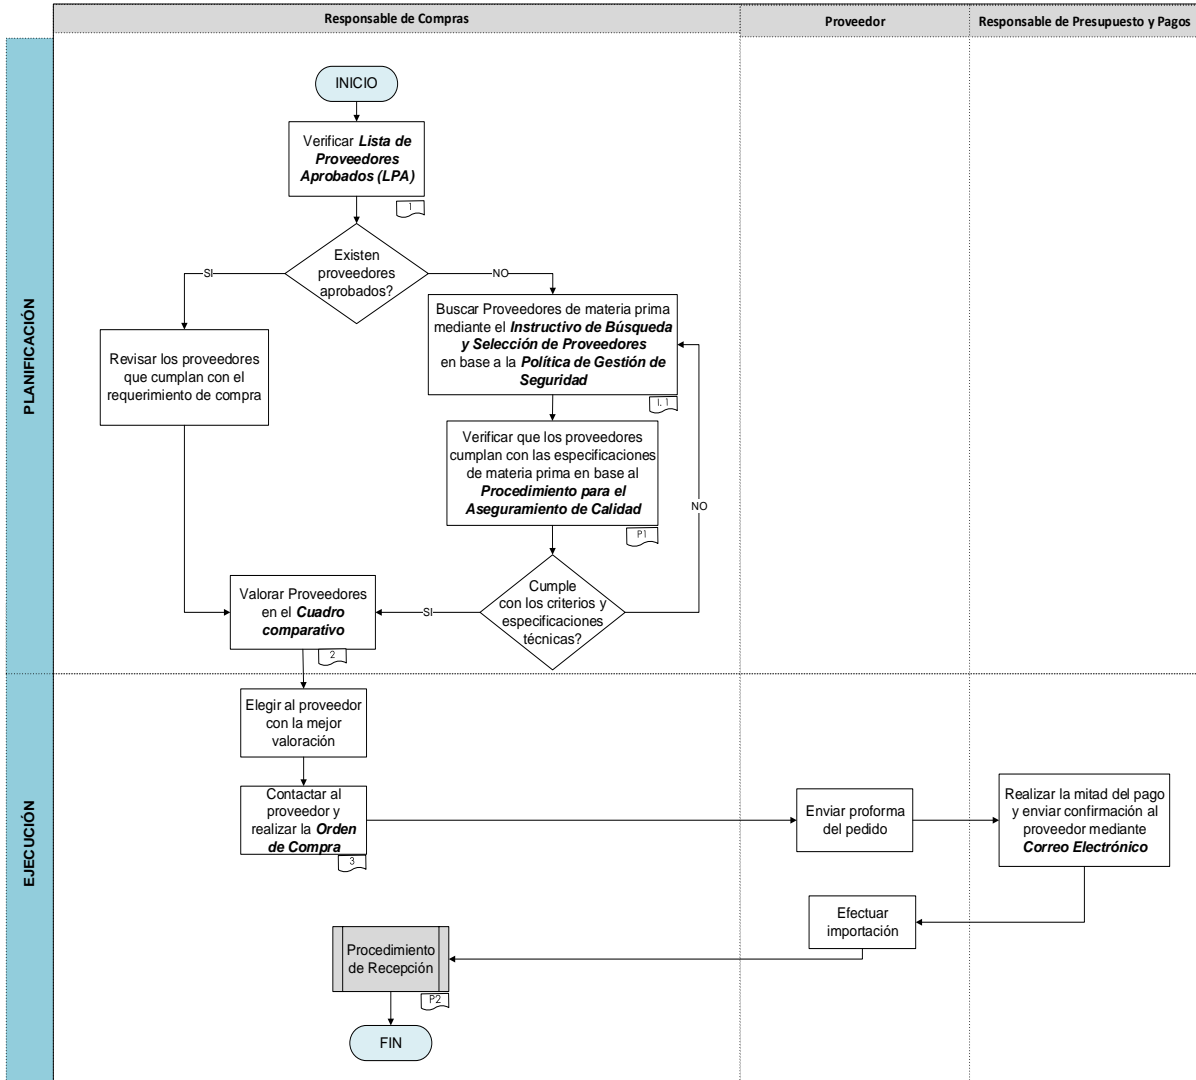 Responsable de Compras
Proveedor
Responsable de Presupuesto y Pagos
PLANIFICACIÓN
INICIO
Verificar Lista de
Proveedores
Aprobados (LPA)
1
Existen
proveedores
aprobados?
SI
NO
Revisar los proveedores
que cumplan con el
requerimiento de compra
Buscar Proveedores de materia prima
mediante el Instructivo de Búsqueda
y Selección de Proveedores
en base a la Política de Gestión de
Seguridad
I. 1
Verificar que los proveedores
cumplan con las especificaciones
de materia prima en base al
Procedimiento para el
Aseguramiento de Calidad
P1
NO
Cumple
con los criterios y
especificaciones
técnicas?
SI
Valorar Proveedores
en el Cuadro
comparativo
2
EJECUCIÓN
Elegir al proveedor
con la mejor
valoración
Contactar al
proveedor y
realizar la Orden
de Compra
3
Enviar proforma
del pedido
Realizar la mitad del pago
y enviar confirmación al
proveedor mediante
Correo Electrónico
Efectuar
importación
Procedimiento
de Recepción
P2
FIN